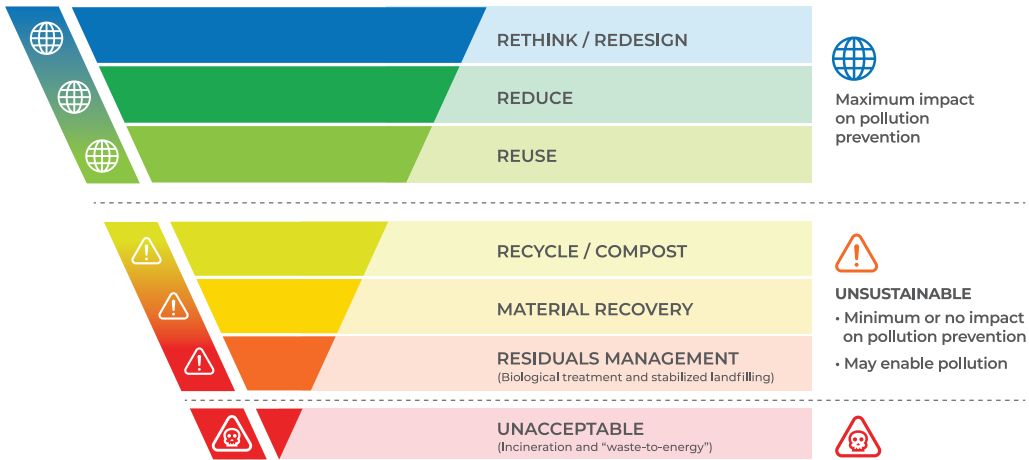 RETHINK / REDESIGN
REDUCE
REUSE
Maximum impact
on pollution
prevention
RECYCLE / COMPOST
MATERIAL RECOVERY
RESIDUALS MANAGEMENT
(Biological treatment and stabilized landfilling)
UNSUSTAINABLE
• Minimum or no impact
on pollution prevention
• May enable pollution
UNACCEPTABLE
(Incineration and “waste-to-energy”)